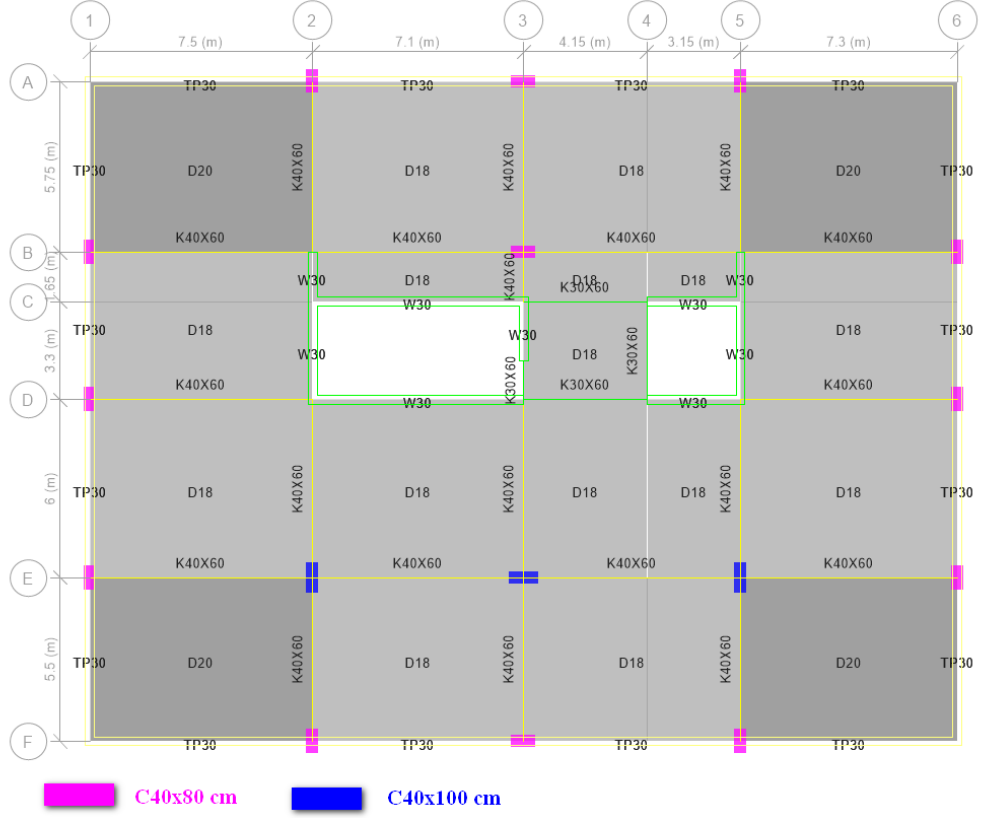 1 2 3 4 5 6
7.5 (m) 7.1 (m) 4.15 (m) 3.15 (m) 7.3 (m)
A
TP30 TP30 TP30 TP30
5.75 (m) TP30 D20 K40X60 D18 K40X60 D18 K40X60 D20 TP30
K40X60 K40X60 K40X60 K40X60
B
1.65 (m) W30 D18 K40X60 D18 D18 W30
K30X60
C
W30 W30
3.3 (m) TP30 D18 W30 K30X60 D18 TP30
W30 D18 W30
K30X60
K40X60 K30X60 K40X60
D
W30 W30
6 (m) TP30 D18 K40X60 D18 K40X60 D18 D18 K40X60 D18 TP30
K40X60 K40X60 K40X60 K40X60
E
5.5 (m) TP30 D20 K40X60 D18 K40X60 D18 K40X60 D20 TP30
F
TP30 TP30 TP30 TP30
C40x80 cm C40x100 cm